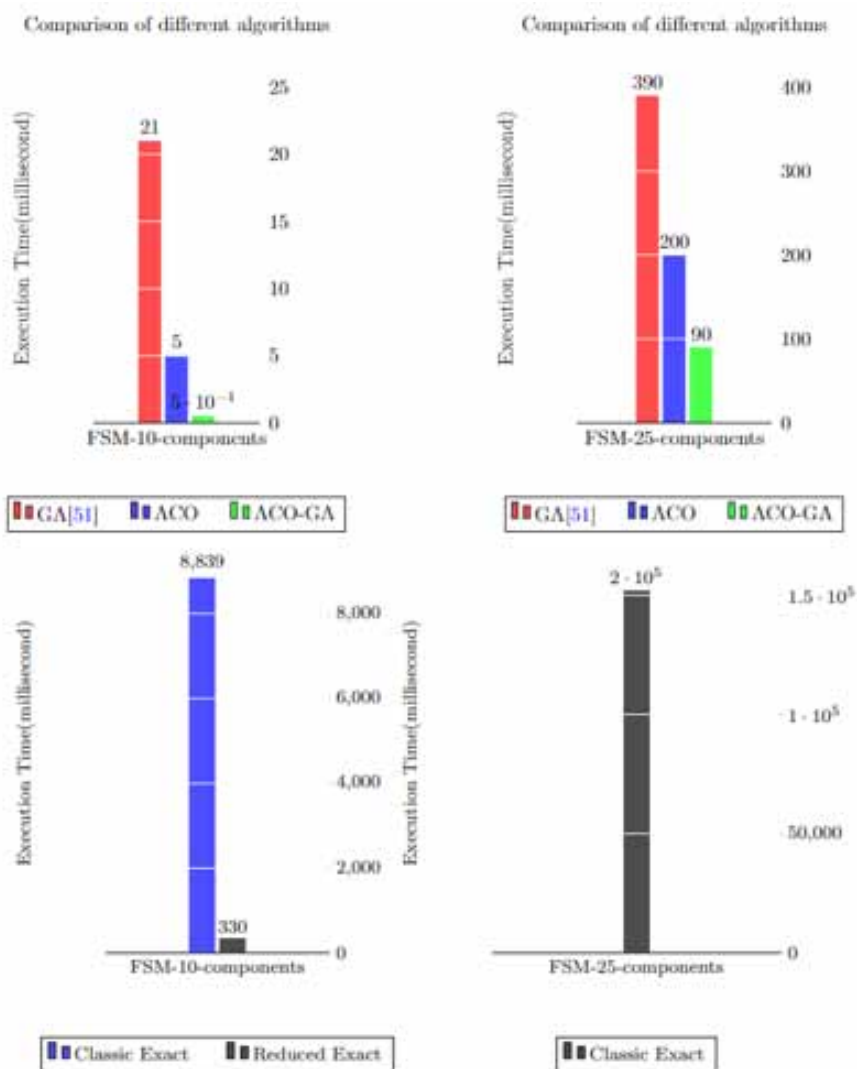 Comparison of different algorithms
Execution Time(millisecond)
25
20
15
10
5
0
21
5
5 · 10⁻¹
FSM-10-components
GA[51] ACO ACO-GA
Comparison of different algorithms
Execution Time(millisecond)
400
300
200
100
0
390
200
90
FSM-25-components
GA[51] ACO ACO-GA
Execution Time(millisecond)
8,839
8,000
6,000
4,000
2,000
0
330
FSM-10-components
Classic Exact Reduced Exact
Execution Time(millisecond)
2 · 10⁵
1.5 · 10⁵
1 · 10⁵
50,000
0
FSM-25-components
Classic Exact